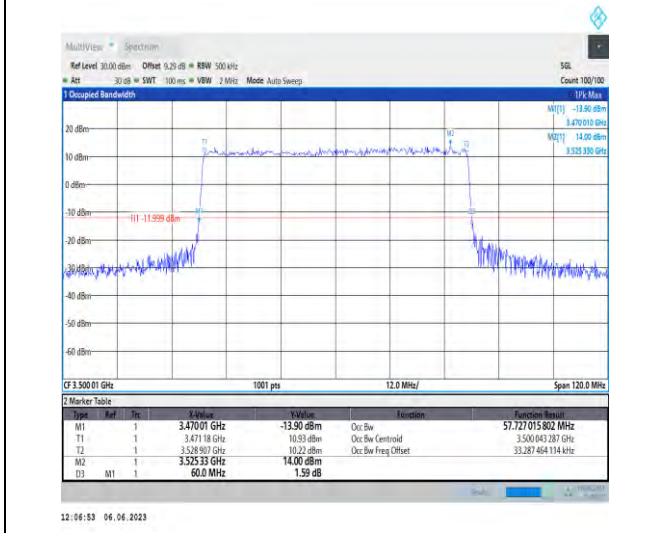 MultiView Spectrum
Ref Level 30.00 dBm Offset 9.29 dB RBW 500 kHz SGL
Att 30 dB SWT 100 ms VBW 2 MHz Mode Auto Sweep Count 100/100
1 Occupied Bandwidth 1Pk Max
M1[1] -13.90 dBm
3.470 010 GHz
M2[1] 14.00 dBm
3.525 330 GHz
20 dBm
M2
T1
T2
10 dBm
0 dBm
-10 dBm
M1
D3
H1 -11.999 dBm
-20 dBm
-30 dBm
-40 dBm
-50 dBm
-60 dBm
CF 3.500 01 GHz 1001 pts 12.0 MHz/ Span 120.0 MHz
2 Marker Table
Type Ref Trc X-Value Y-Value Function Function Result
M1 1 3.470 01 GHz -13.90 dBm Occ Bw 57.727 015 802 MHz
T1 1 3.471 18 GHz 10.93 dBm Occ Bw Centroid 3.500 043 287 GHz
T2 1 3.528 907 GHz 10.22 dBm Occ Bw Freq Offset 33.287 464 114 kHz
M2 1 3.525 33 GHz 14.00 dBm
D3 M1 1 60.0 MHz 1.59 dB
12:06:53 06.06.2023